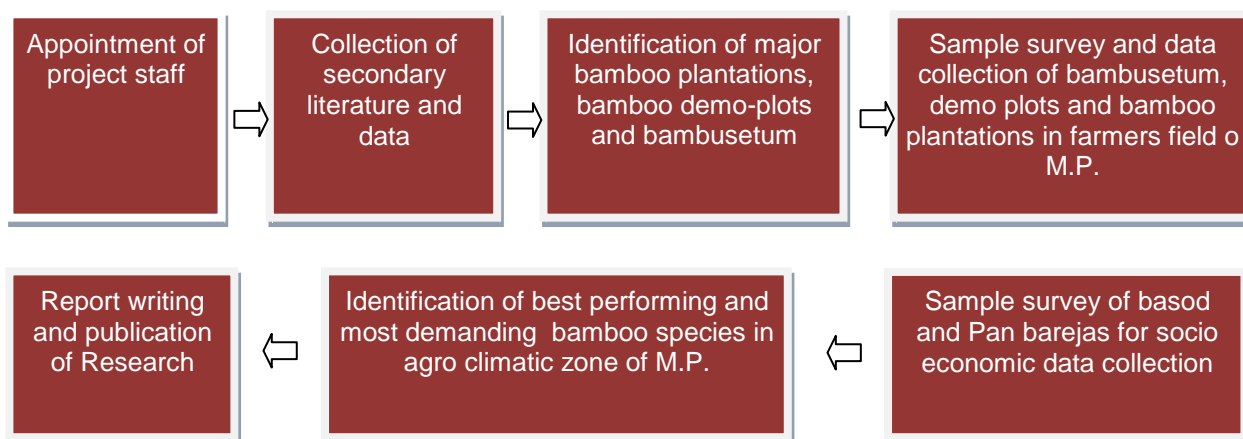 Appointment of
project staff
Collection of
secondary
literature and
data
Identification of major
bamboo plantations,
bamboo demo-plots
and bambusetum
Sample survey and data
collection of bambusetum,
demo plots and bamboo
plantations in farmers field o
M.P.
Sample survey of basod
and Pan barejas for socio
economic data collection
Identification of best performing and
most demanding bamboo species in
agro climatic zone of M.P.
Report writing
and publication
of Research